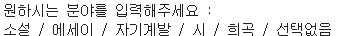 원하시는 분야를 입력해주세요 :
소설 / 에세이 / 자기계발 / 시 / 희곡 / 선택없음